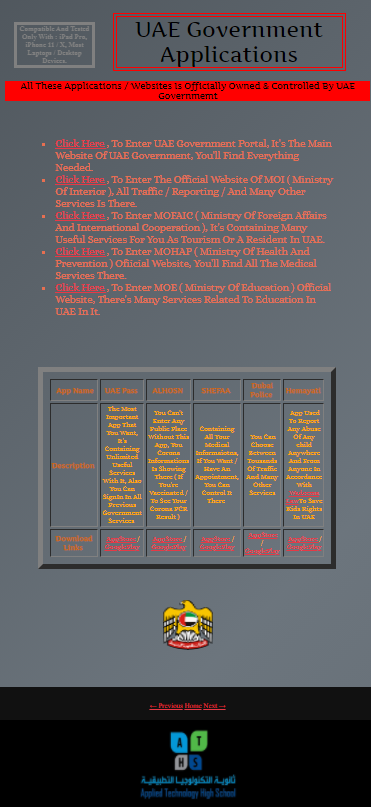 Compatible And Tested
Only With : iPad Pro,
iPhone 11 / X, Most
Laptops / Desktop
Devices.
UAE Government
Applications
All These Applications / Websites Is Officially Owned & Controlled By UAE
Government
Click Here , To Enter UAE Government Portal, It's The Main
Website Of UAE Government, You'll Find Everything
Needed.
Click Here , To Enter The Official Website Of MOI ( Ministry
Of Interior ), All Traffic / Reporting / And Many Other
Services Is There.
Click Here , To Enter MOFAIC ( Ministry Of Foreign Affairs
And International Cooperation ), It's Containing Many
Useful Services For You As Tourism Or A Resident In UAE.
Click Here , To Enter MOHAP ( Ministry Of Health And
Prevention ) Official Website, You'll Find All The Medical
Services There.
Click Here , To Enter MOE ( Ministry Of Education ) Official
Website, There's Many Services Related To Education In
UAE In It.
App Name
UAE Pass
ALHOSN
SHEFAA
Dubai
Police
Hemayati
Description
The Most
Important
App That
You Want,
It's
Containing
Unlimited
Useful
Services
With It, Also
You Can
SignIn In All
Previous
Government
Services
You Can't
Enter Any
Public Place
Without This
App, You
Corona
Informations
Is Showing
There ( If
You're
Vaccinated /
To See Your
Corona PCR
Result )
Containing
All Your
Medical
Informaiotns,
If You Want /
Have An
Appointment,
You Can
Control It
There
You Can
Choose
Between
Tousands
Of Traffic
And Many
Other
Services
App Used
To Report
Any Abuse
Of Any
child
Anywhere
And From
Anyone In
Accordance
With
To Save
Kids Rights
In UAE
Download
Links
AppStore /
GooglePlay
AppStore /
GooglePlay
AppStore /
GooglePlay
AppStore
/
GooglePlay
AppStore /
GooglePlay
← Previous Home Next →
A T
H S
ثانوية التكنولوجيا التطبيقية
Applied Technology High School